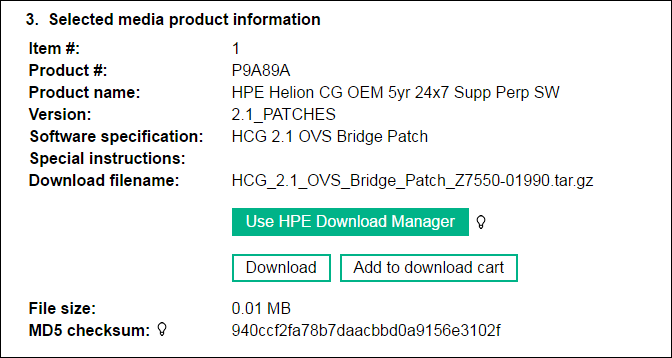 3. Selected media product information
Item #: 1
Product #: P9A89A
Product name: HPE Helion CG OEM 5yr 24x7 Supp Perp SW
Version: 2.1_PATCHES
Software specification: HCG 2.1 OVS Bridge Patch
Special instructions:
Download filename: HCG_2.1_OVS_Bridge_Patch_Z7550-01990.tar.gz
Use HPE Download Manager
Download Add to download cart
File size: 0.01 MB
MD5 checksum: 940ccf2fa78b7daacbbd0a9156e3102f